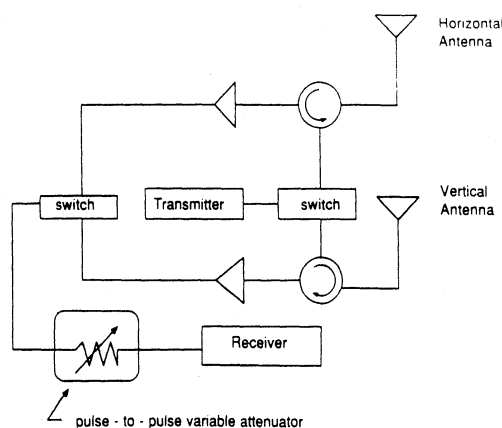 Horizontal
Antenna
switch
Transmitter
switch
Vertical
Antenna
Receiver
pulse - to - pulse variable attenuator